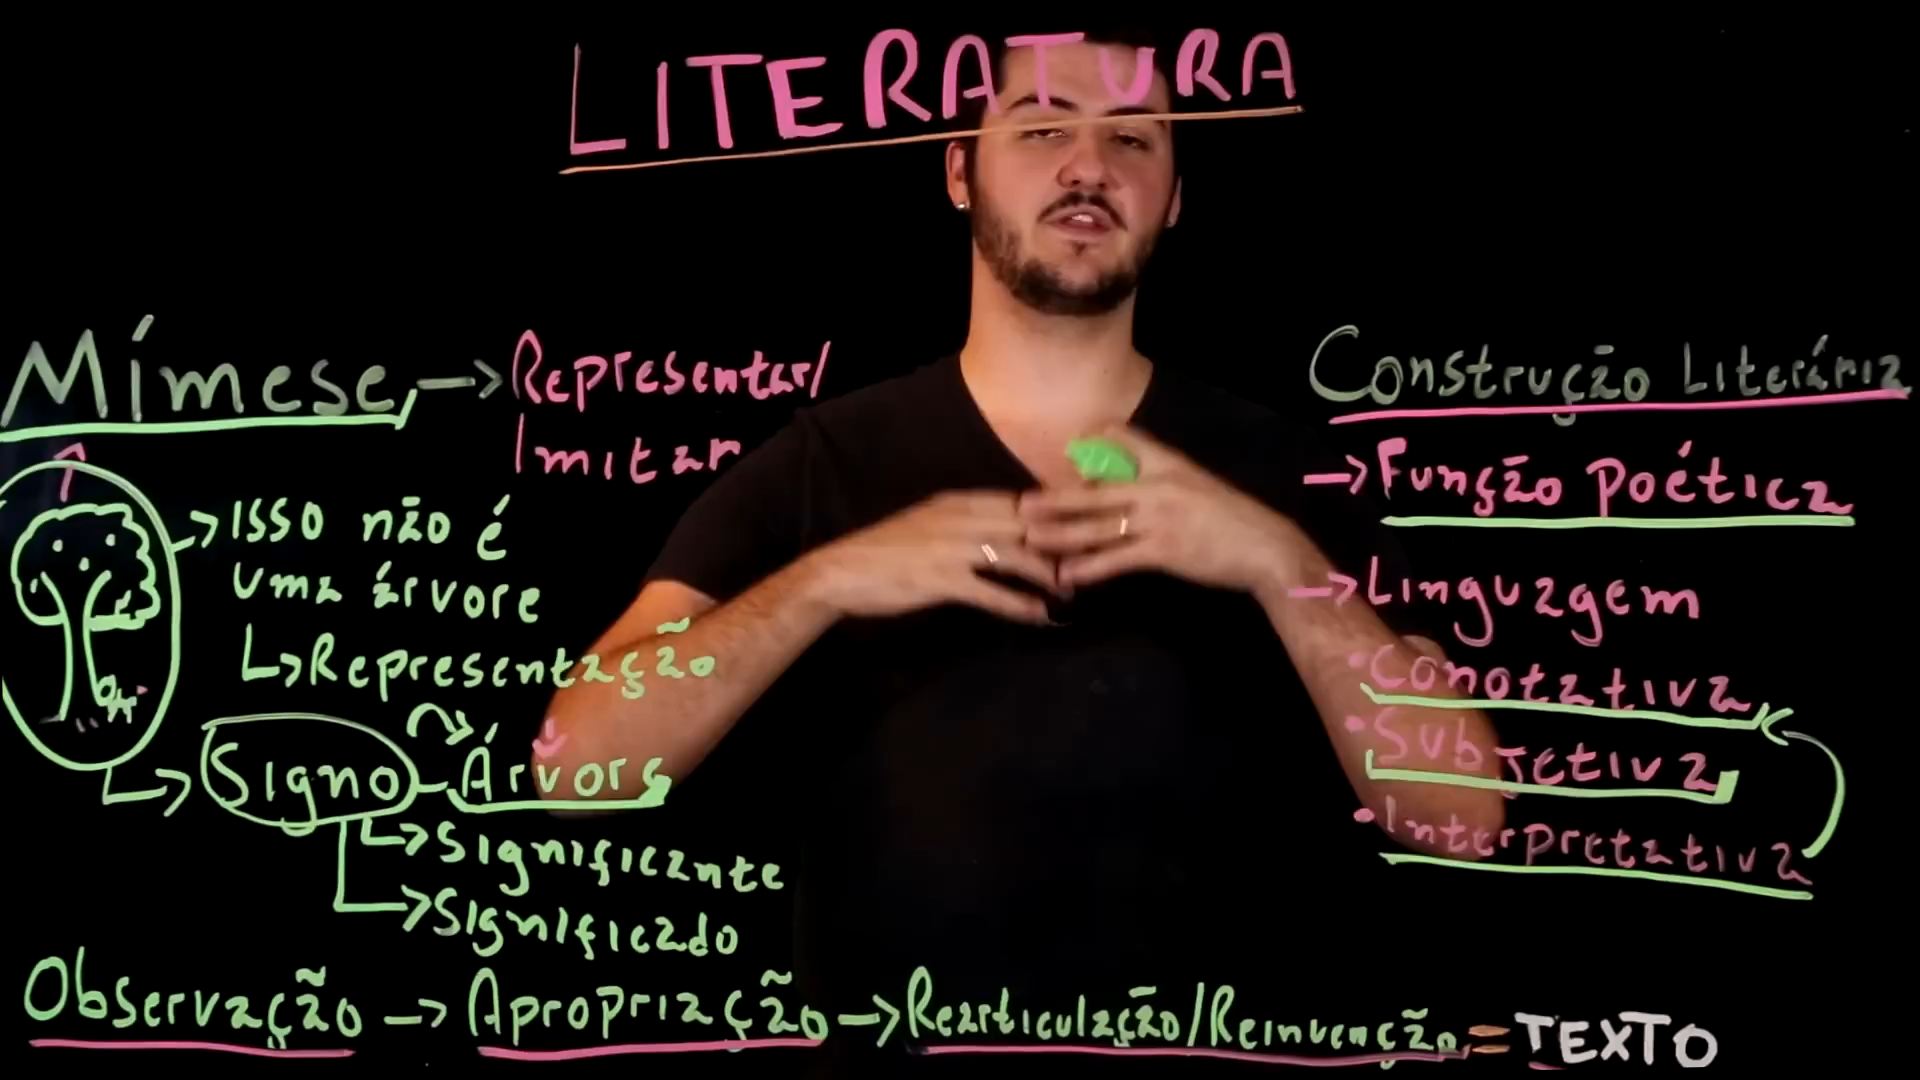 LITERATURA
Mímese -> Representar/
Imitar
-> Isso não é
uma árvore
↳ Representação
-> Signo - Árvore
↳ Significante
↳ Significado
Construção Literária
-> Função poética
-> Linguagem
• Conotativa
• Subjetiva
• Interpretativa
Observação -> Apropriação -> Rearticulação/Reinvenção = TEXTO